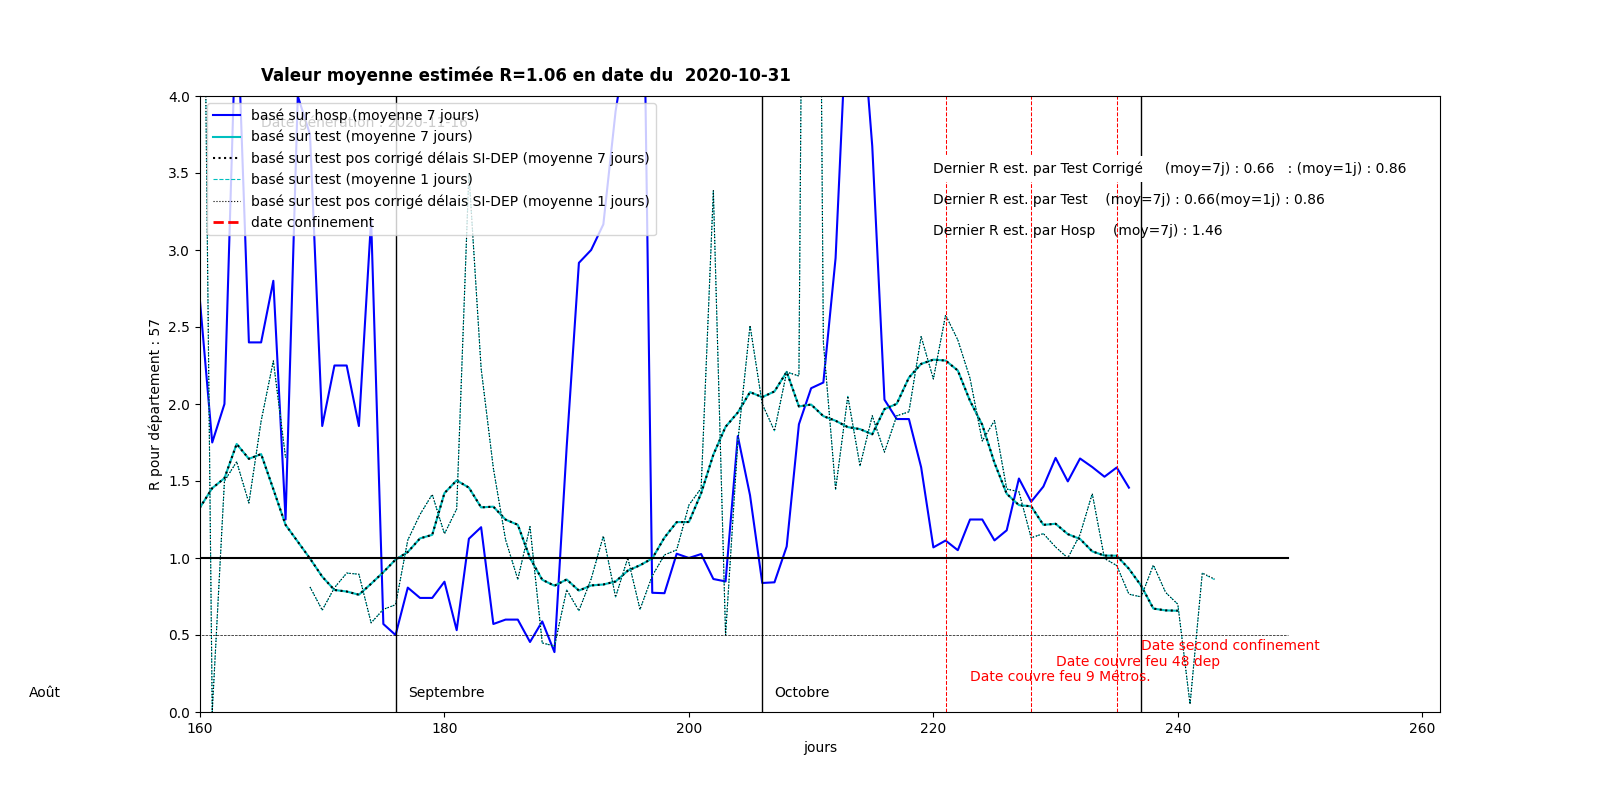 Valeur moyenne estimée R=1.06 en date du  2020-10-31
4.0
3.5
3.0
2.5
2.0
1.5
1.0
0.5
0.0
R pour département : 57
basé sur hosp (moyenne 7 jours)
Date génération : 2020-11-16
basé sur test (moyenne 7 jours)
basé sur test pos corrigé délais SI-DEP (moyenne 7 jours)
basé sur test (moyenne 1 jours)
basé sur test pos corrigé délais SI-DEP (moyenne 1 jours)
date confinement
Dernier R est. par Test Corrigé     (moy=7j) : 0.66   : (moy=1j) : 0.86
Dernier R est. par Test    (moy=7j) : 0.66(moy=1j) : 0.86
Dernier R est. par Hosp    (moy=7j) : 1.46
Date second confinement
Date couvre feu 48 dep
Date couvre feu 9 Métros.
Août
Septembre
Octobre
160
180
200
220
240
260
jours